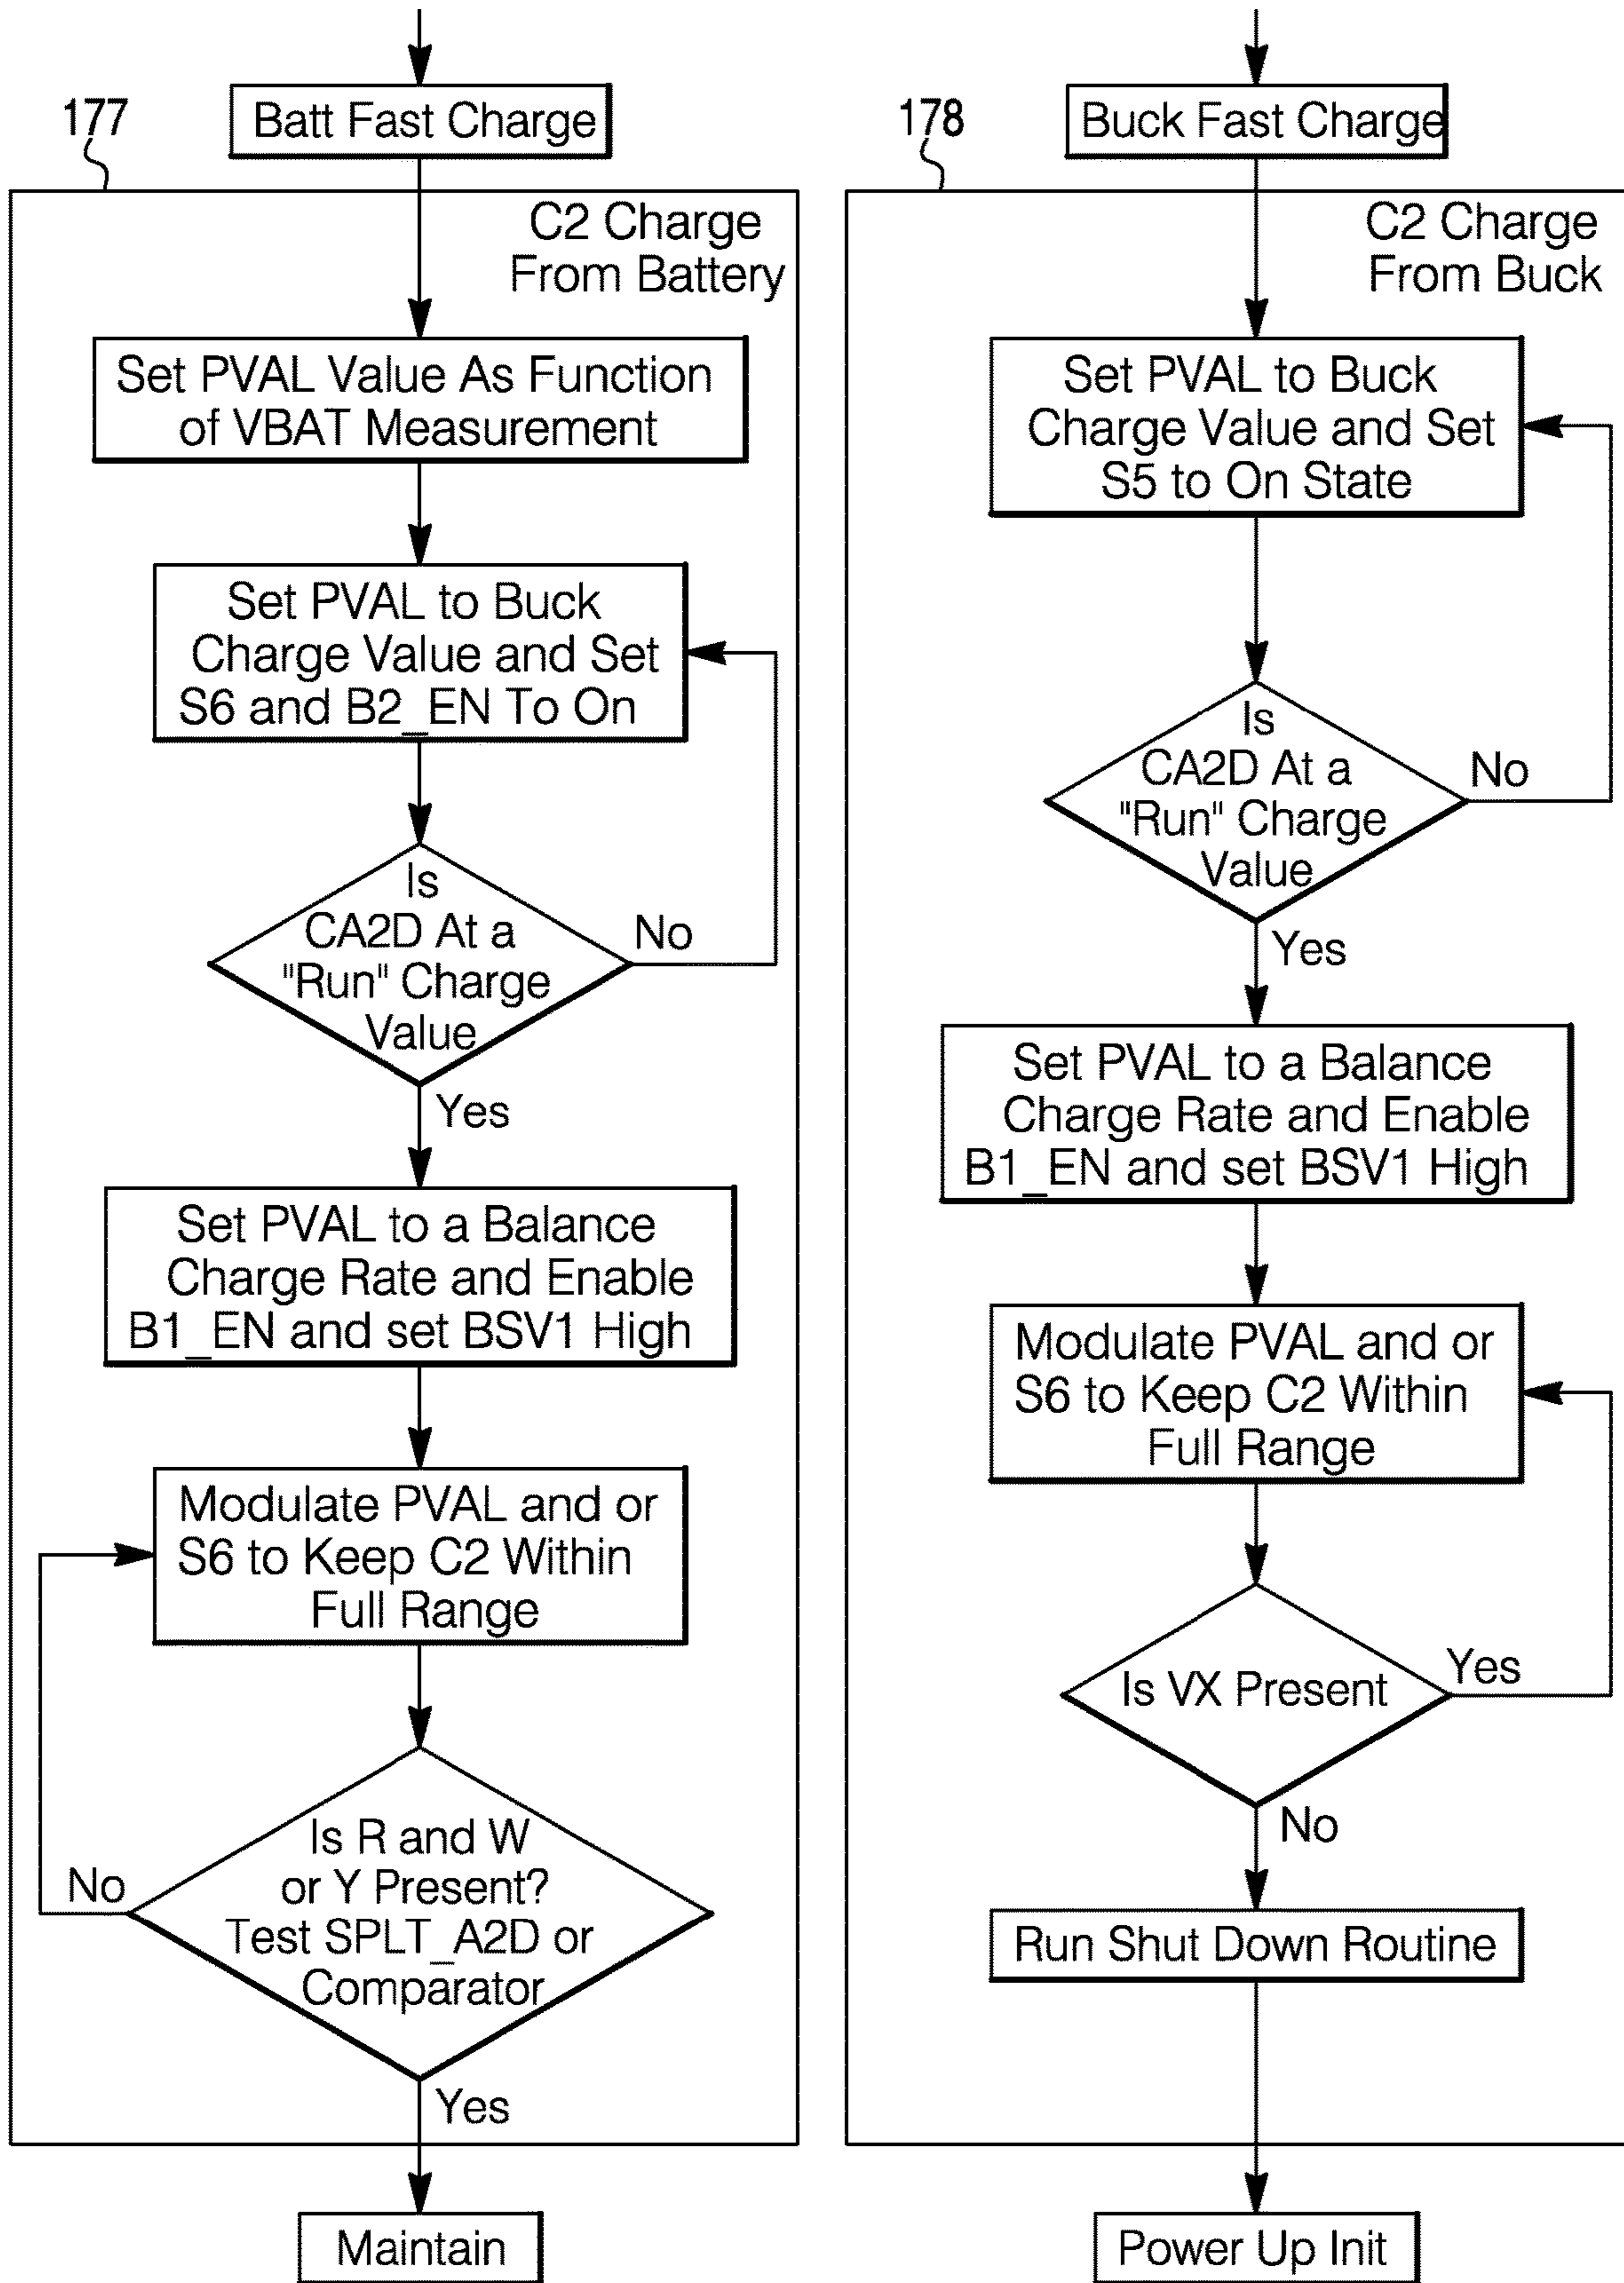 177
Batt Fast Charge
C2 Charge
From Battery
Set PVAL Value As Function
of VBAT Measurement
Set PVAL to Buck
Charge Value and Set
S6 and B2_EN To On
Is
CA2D At a
"Run" Charge
Value
No
Yes
Set PVAL to a Balance
Charge Rate and Enable
B1_EN and set BSV1 High
Modulate PVAL and or
S6 to Keep C2 Within
Full Range
Is R and W
or Y Present?
Test SPLT_A2D or
Comparator
No
Yes
Maintain
178
Buck Fast Charge
C2 Charge
From Buck
Set PVAL to Buck
Charge Value and Set
S5 to On State
Is
CA2D At a
"Run" Charge
Value
No
Yes
Set PVAL to a Balance
Charge Rate and Enable
B1_EN and set BSV1 High
Modulate PVAL and or
S6 to Keep C2 Within
Full Range
Is VX Present
Yes
No
Run Shut Down Routine
Power Up Init